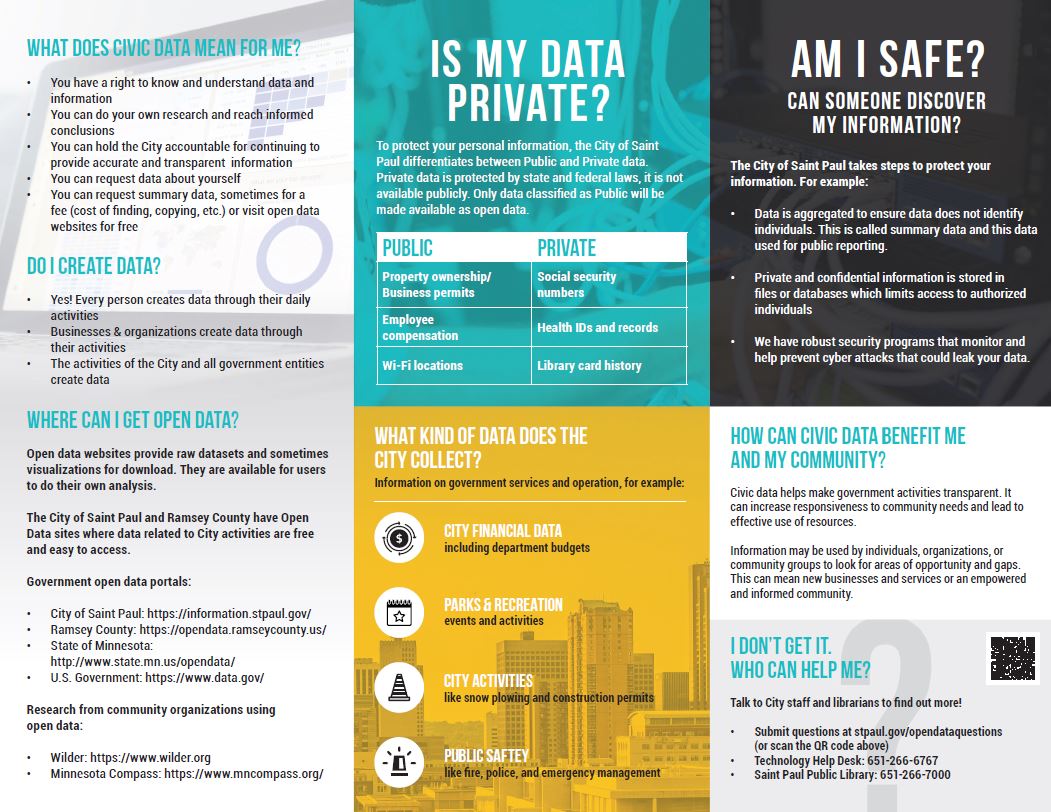 WHAT DOES CIVIC DATA MEAN FOR ME?
• You have a right to know and understand data and
information
• You can do your own research and reach informed
conclusions
• You can hold the City accountable for continuing to
provide accurate and transparent information
• You can request data about yourself
• You can request summary data, sometimes for a
fee (cost of finding, copying, etc.) or visit open data
websites for free
DO I CREATE DATA?
• Yes! Every person creates data through their daily
activities
• Businesses & organizations create data through
their activities
• The activities of the City and all government entities
create data
WHERE CAN I GET OPEN DATA?
Open data websites provide raw datasets and sometimes
visualizations for download. They are available for users
to do their own analysis.
The City of Saint Paul and Ramsey County have Open
Data sites where data related to City activities are free
and easy to access.
Government open data portals:
• City of Saint Paul: https://information.stpaul.gov/
• Ramsey County: https://opendata.ramseycounty.us/
• State of Minnesota:
http://www.state.mn.us/opendata/
• U.S. Government: https://www.data.gov/
Research from community organizations using
open data:
• Wilder: https://www.wilder.org
• Minnesota Compass: https://www.mncompass.org/
IS MY DATA
PRIVATE?
To protect your personal information, the City of Saint
Paul differentiates between Public and Private data.
Private data is protected by state and federal laws, it is not
available publicly. Only data classified as Public will be
made available as open data.
PUBLIC PRIVATE
Property ownership/ Social security
Business permits numbers
Employee
compensation Health IDs and records
Wi-Fi locations Library card history
WHAT KIND OF DATA DOES THE
CITY COLLECT?
Information on government services and operation, for example:
$
CITY FINANCIAL DATA
including department budgets
PARKS & RECREATION
events and activities
CITY ACTIVITIES
like snow plowing and construction permits
PUBLIC SAFTEY
like fire, police, and emergency management
AM I SAFE?
CAN SOMEONE DISCOVER
MY INFORMATION?
The City of Saint Paul takes steps to protect your
information. For example:
• Data is aggregated to ensure data does not identify
individuals. This is called summary data and this data
used for public reporting.
• Private and confidential information is stored in
files or databases which limits access to authorized
individuals
• We have robust security programs that monitor and
help prevent cyber attacks that could leak your data.
HOW CAN CIVIC DATA BENEFIT ME
AND MY COMMUNITY?
Civic data helps make government activities transparent. It
can increase responsiveness to community needs and lead to
effective use of resources.
Information may be used by individuals, organizations, or
community groups to look for areas of opportunity and gaps.
This can mean new businesses and services or an empowered
and informed community.
?
I DON'T GET IT.
WHO CAN HELP ME?
Talk to City staff and librarians to find out more!
• Submit questions at stpaul.gov/opendataquestions
(or scan the QR code above)
• Technology Help Desk: 651-266-6767
• Saint Paul Public Library: 651-266-7000